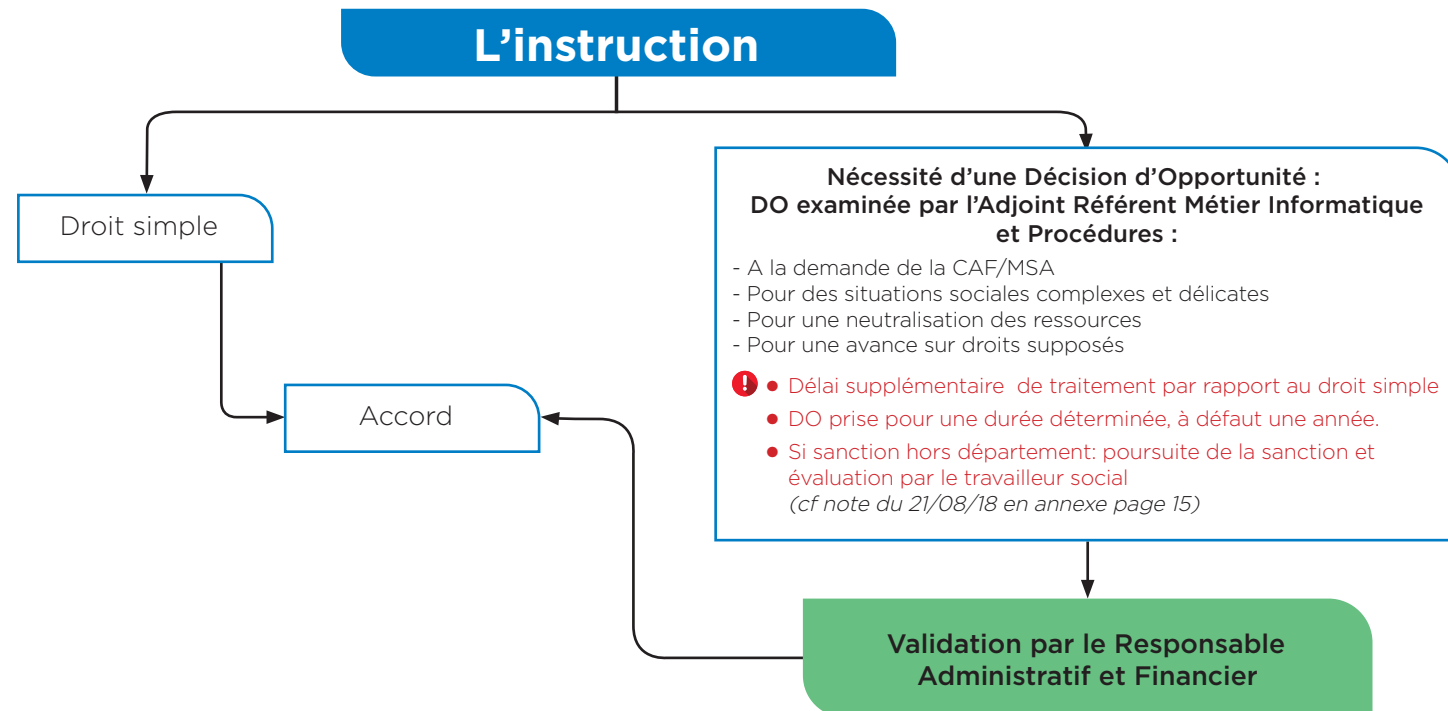 L’instruction
Droit simple
Accord
Nécessité d’une Décision d’Opportunité :
DO examinée par l’Adjoint Référent Métier Informatique
et Procédures :
- A la demande de la CAF/MSA
- Pour des situations sociales complexes et délicates
- Pour une neutralisation des ressources
- Pour une avance sur droits supposés
! ● Délai supplémentaire de traitement par rapport au droit simple
● DO prise pour une durée déterminée, à défaut une année.
● Si sanction hors département: poursuite de la sanction et
évaluation par le travailleur social
(cf note du 21/08/18 en annexe page 15)
Validation par le Responsable
Administratif et Financier